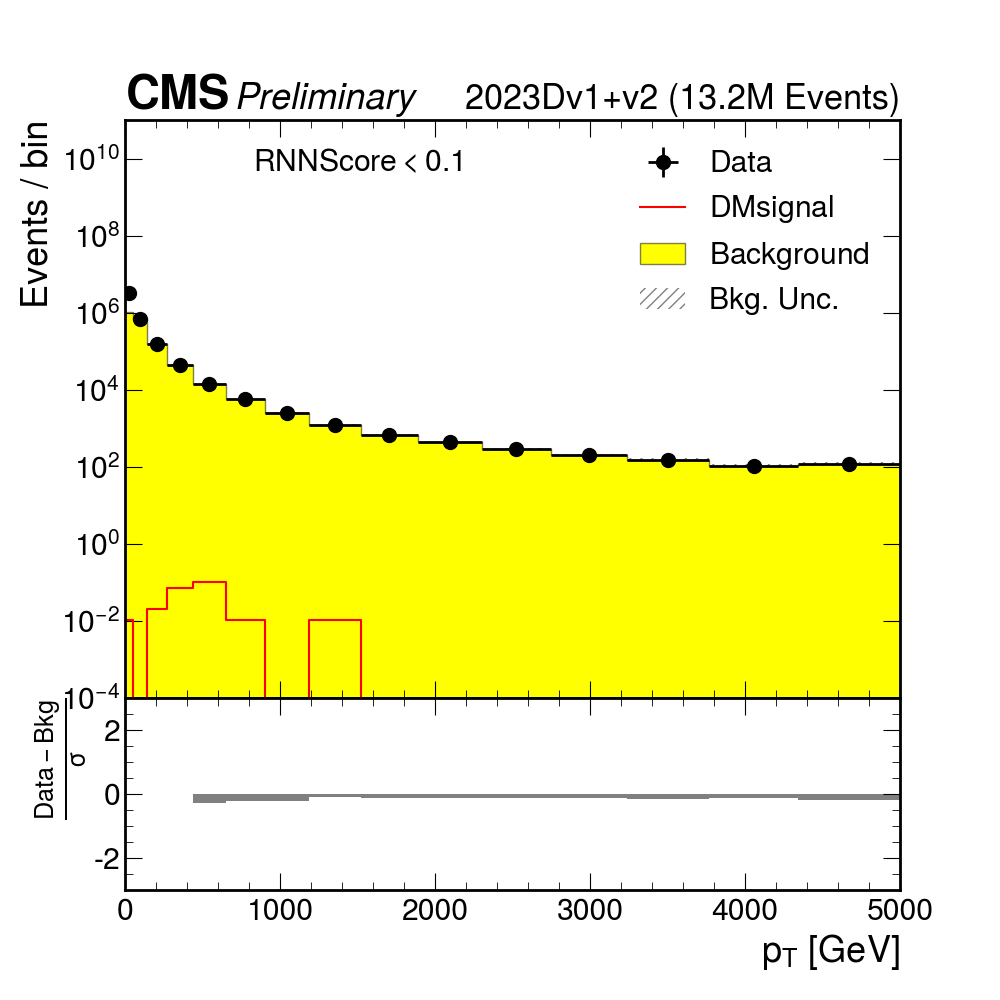 CMS Preliminary 2023Dv1+v2 (13.2M Events)
Events / bin
RNNScore < 0.1
Data
DMsignal
Background
Bkg. Unc.
10^10
10^8
10^6
10^4
10^2
10^0
10^−2
10^−4
Data − Bkg
σ
2
0
-2
0 1000 2000 3000 4000 5000
p_T [GeV]